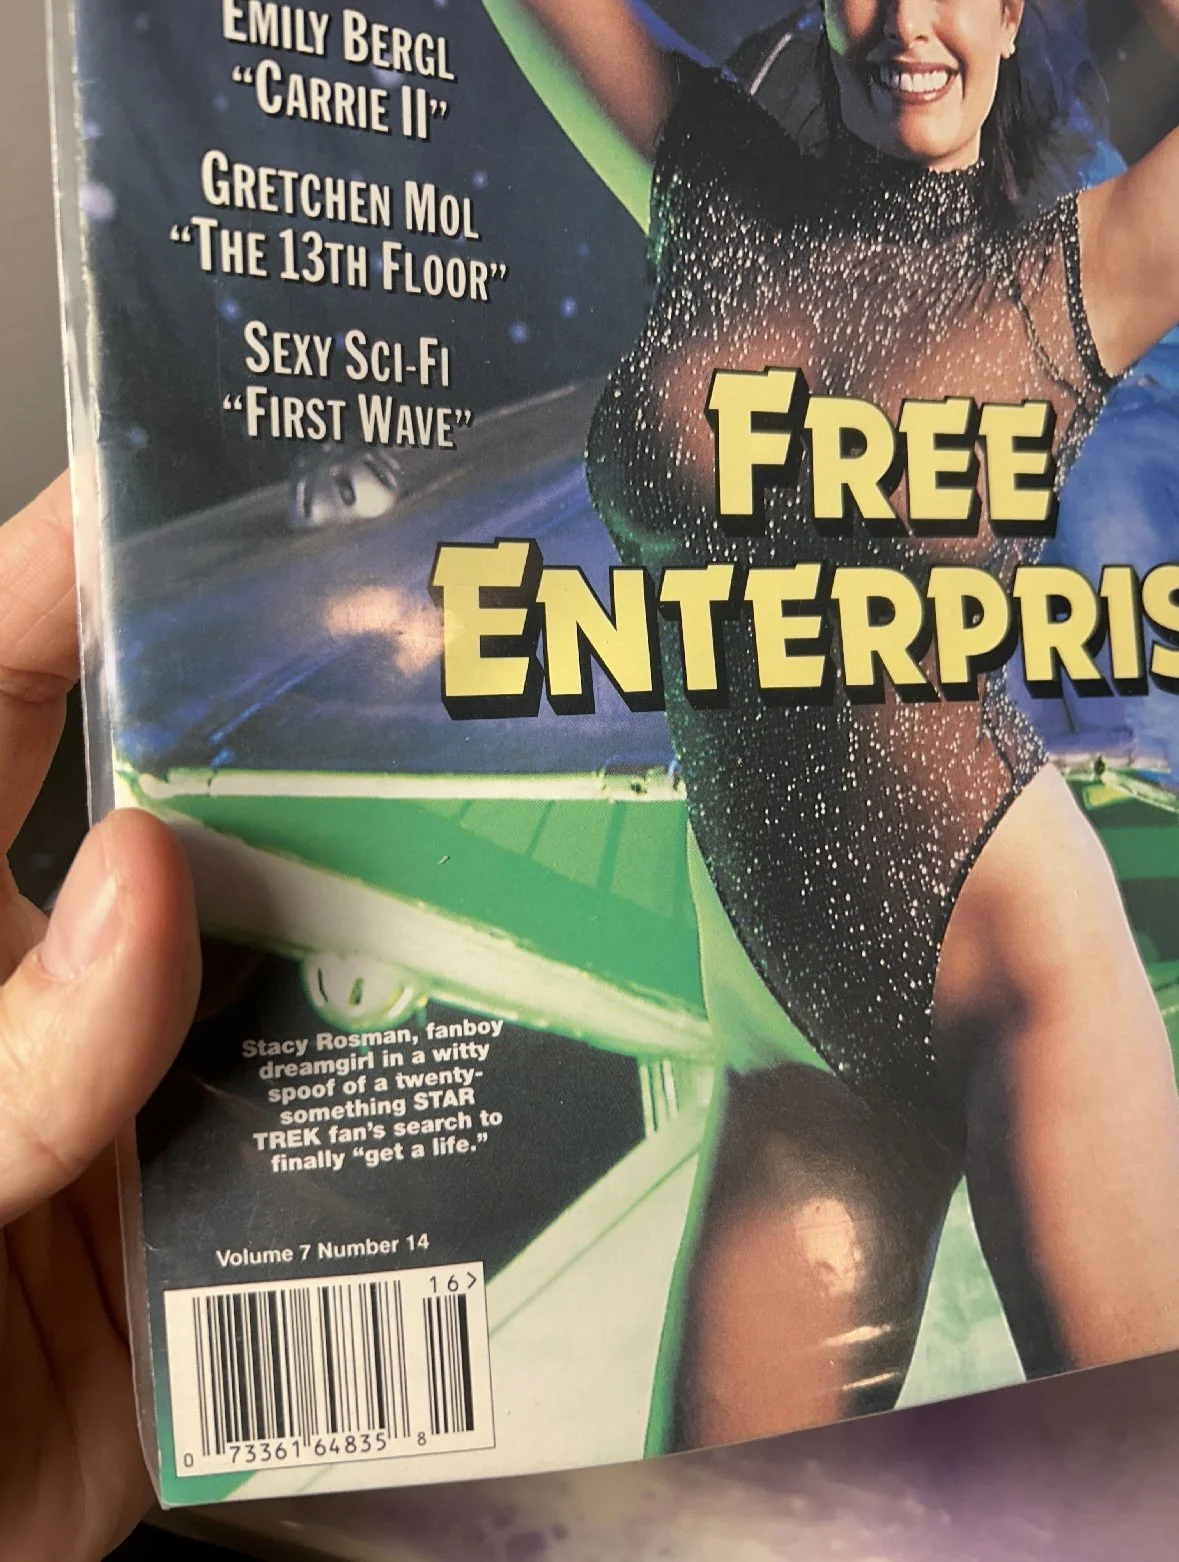 EMILY BERGL
“CARRIE II”
GRETCHEN MOL
“THE 13TH FLOOR”
SEXY SCI-FI
“FIRST WAVE”
FREE
ENTERPRIS
Stacy Rosman, fanboy
dreamgirl in a witty
spoof of a twenty-
something STAR
TREK fan's search to
finally “get a life.”
Volume 7 Number 14
16>
0 73361 64835 8